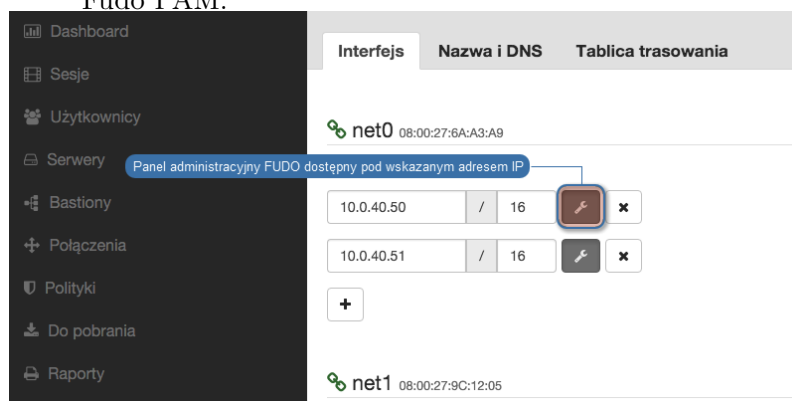 Fudo PAM.
Dashboard
Sesje
Użytkownicy
Serwery
Bastiony
Połączenia
Polityki
Do pobrania
Raporty
Interfejs Nazwa i DNS Tablica trasowania
net0 08:00:27:6A:A3:A9
Panel administracyjny FUDO dostępny pod wskazanym adresem IP
10.0.40.50 / 16
10.0.40.51 / 16
net1 08:00:27:9C:12:05